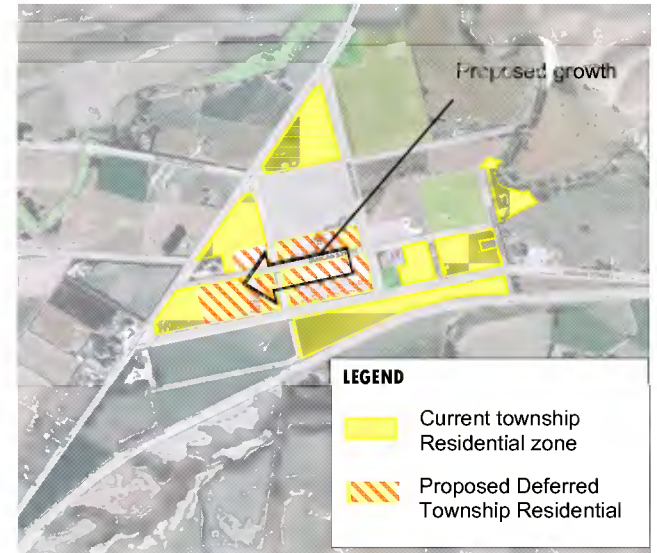 Proposed growth
LEGEND
Current township
Residential zone
Proposed Deferred
Township Residential